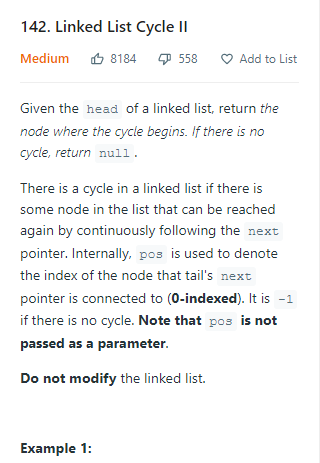 142. Linked List Cycle II
Medium 8184 558 Add to List
Given the head of a linked list, return the
node where the cycle begins. If there is no
cycle, return null.
There is a cycle in a linked list if there is
some node in the list that can be reached
again by continuously following the next
pointer. Internally, pos is used to denote
the index of the node that tail's next
pointer is connected to (0-indexed). It is -1
if there is no cycle. Note that pos is not
passed as a parameter.
Do not modify the linked list.
Example 1: